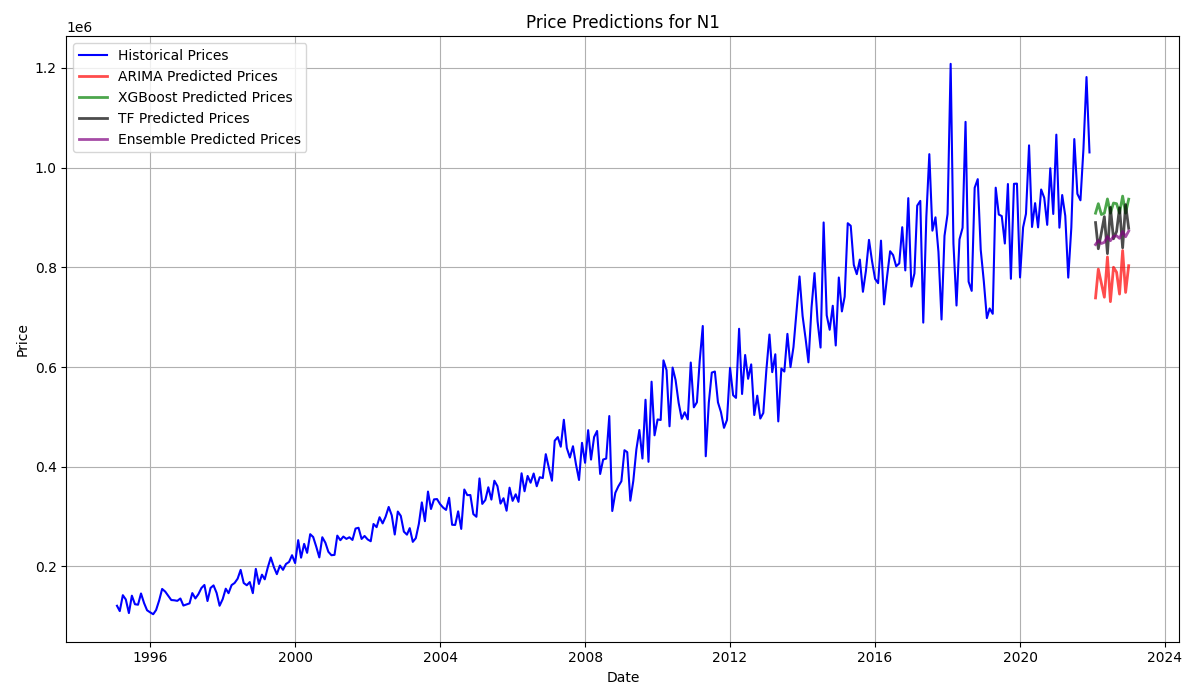 Price Predictions for N1
1e6
Historical Prices
ARIMA Predicted Prices
XGBoost Predicted Prices
TF Predicted Prices
Ensemble Predicted Prices
1.2
1.0
0.8
0.6
0.4
0.2
Price
1996 2000 2004 2008 2012 2016 2020 2024
Date